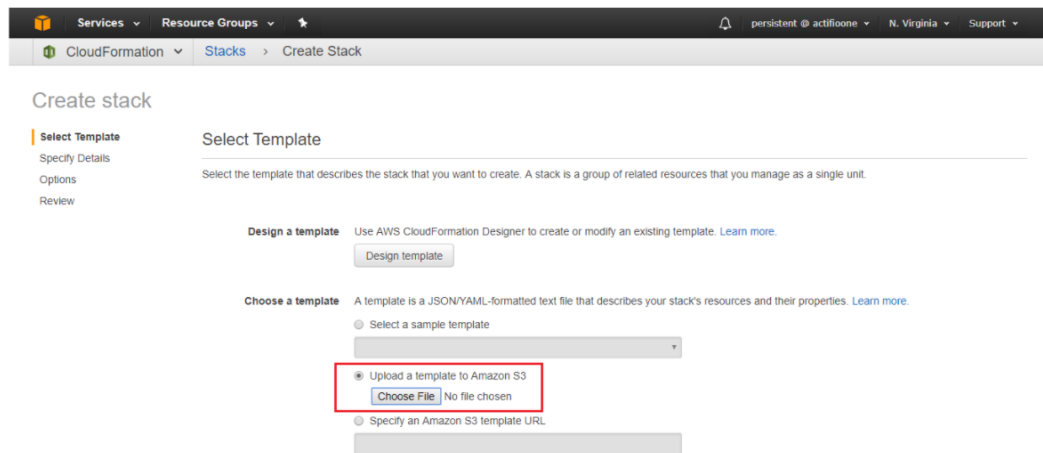 Services Resource Groups persistent @ actifioone N. Virginia Support
CloudFormation Stacks > Create Stack
Create stack
Select Template
Specify Details
Options
Review
Select Template
Select the template that describes the stack that you want to create. A stack is a group of related resources that you manage as a single unit.
Design a template Use AWS CloudFormation Designer to create or modify an existing template. Learn more.
Design template
Choose a template A template is a JSON/YAML-formatted text file that describes your stack's resources and their properties. Learn more.
Select a sample template
Upload a template to Amazon S3
Choose File No file chosen
Specify an Amazon S3 template URL